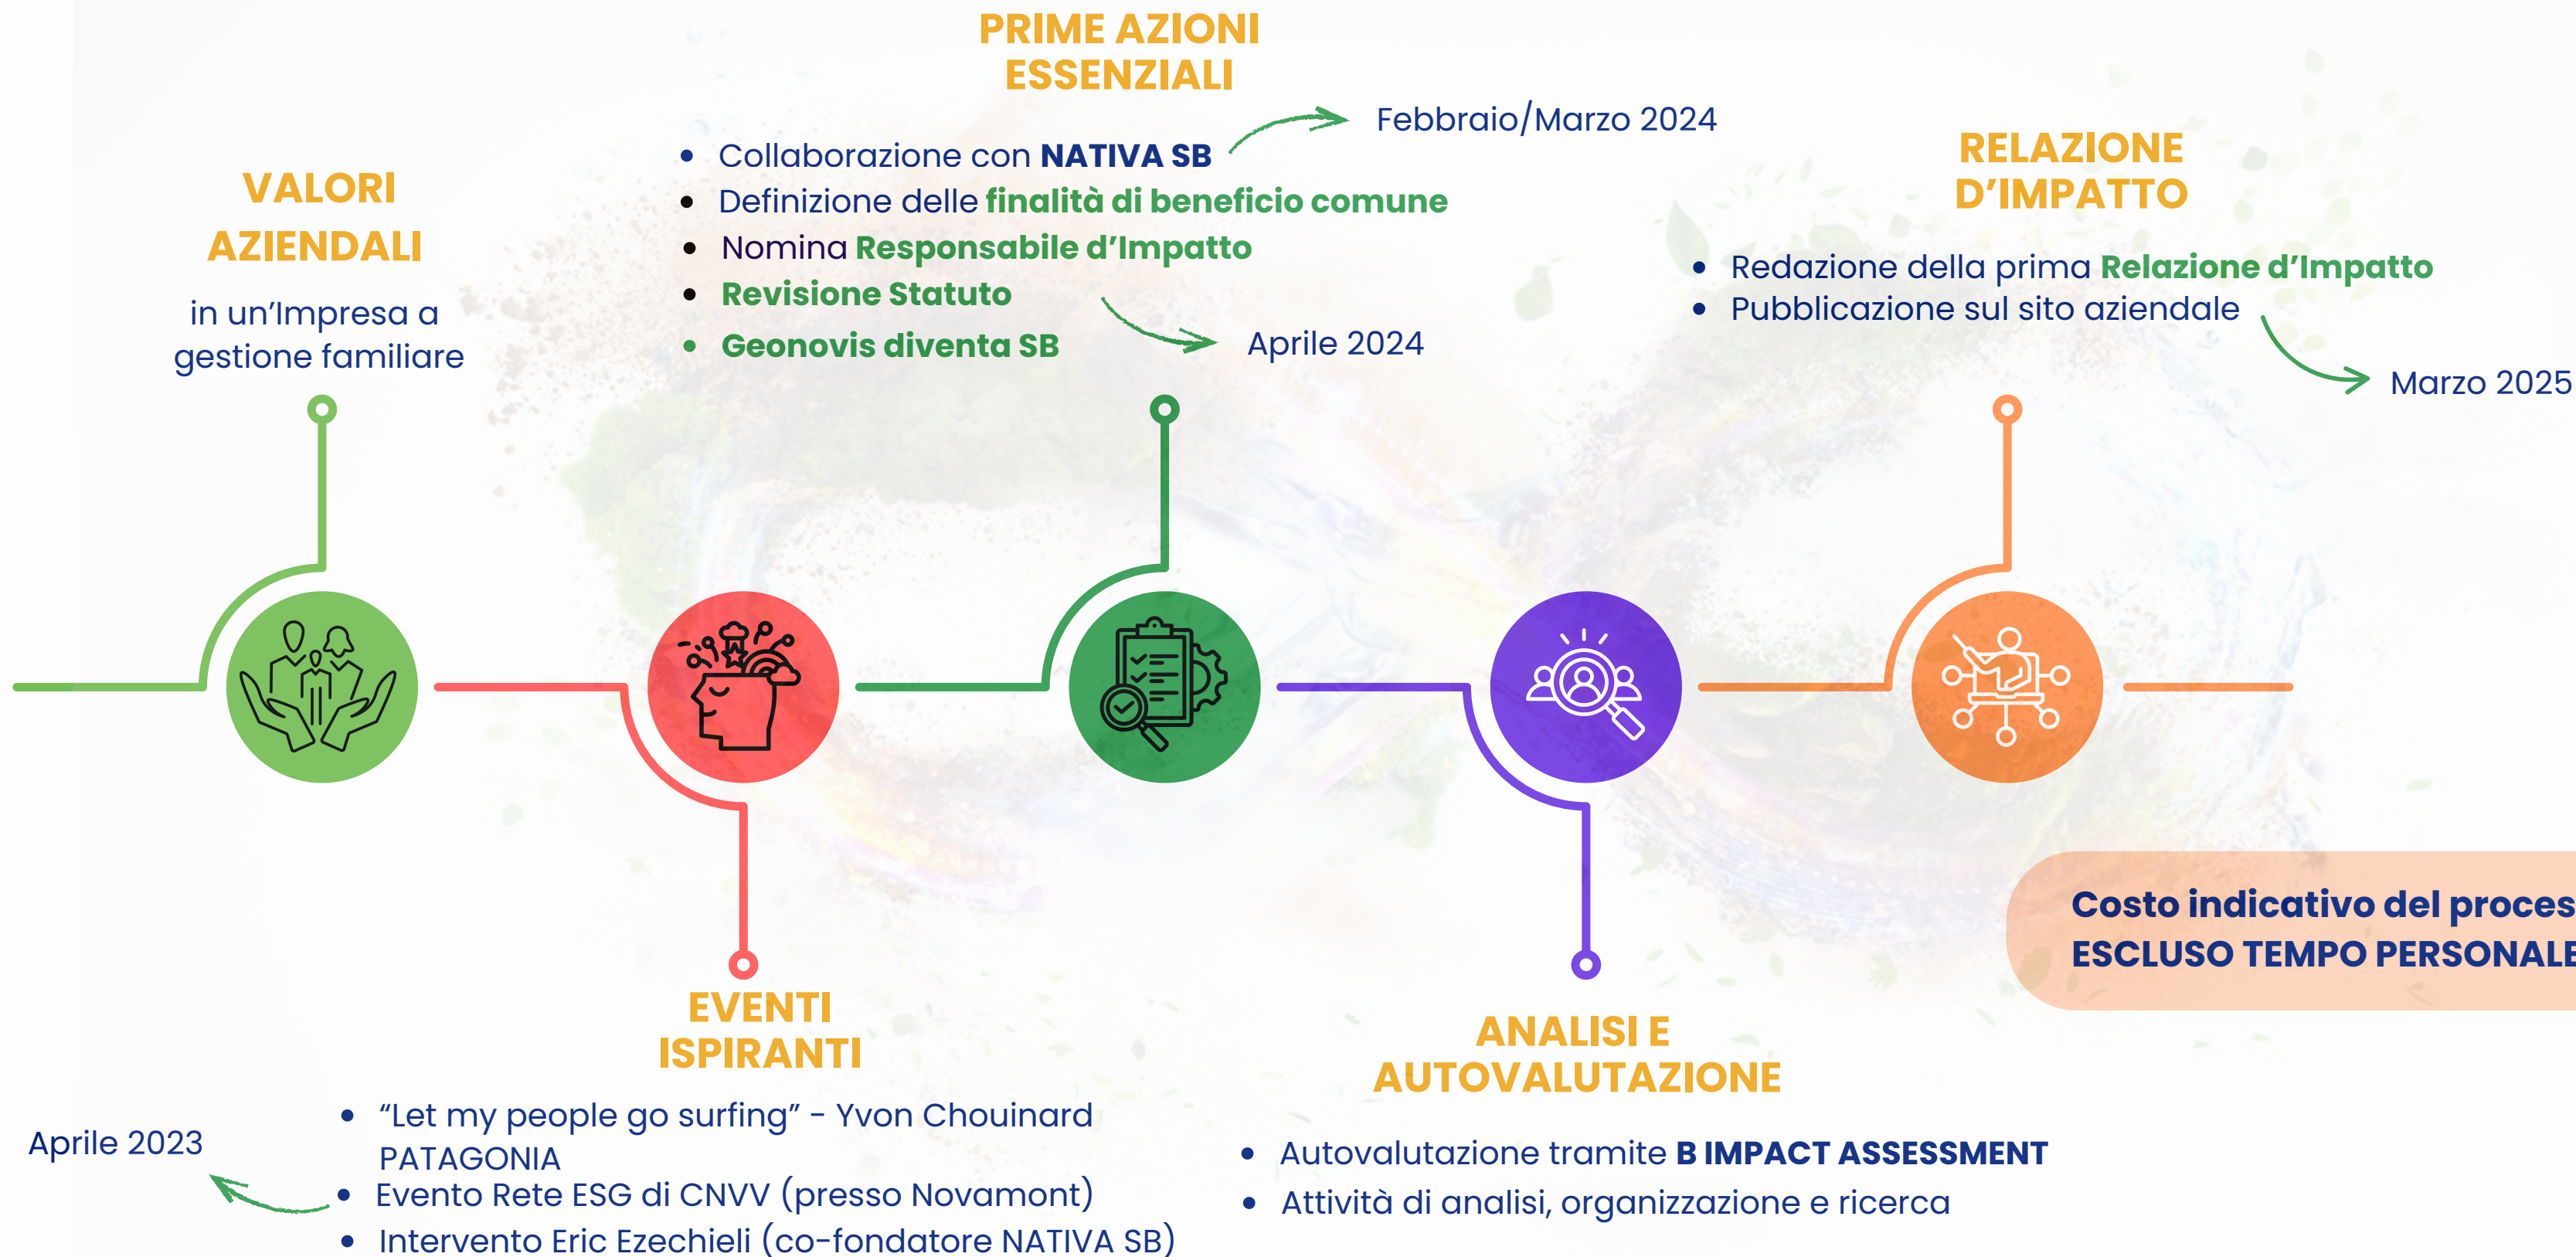 VALORI
AZIENDALI
in un’Impresa a
gestione familiare
EVENTI
ISPIRANTI
Aprile 2023
• “Let my people go surfing” - Yvon Chouinard
PATAGONIA
• Evento Rete ESG di CNVV (presso Novamont)
• Intervento Eric Ezechieli (co-fondatore NATIVA SB)
PRIME AZIONI
ESSENZIALI
• Collaborazione con NATIVA SB
Febbraio/Marzo 2024
• Definizione delle finalità di beneficio comune
• Nomina Responsabile d’Impatto
• Revisione Statuto
• Geonovis diventa SB
Aprile 2024
ANALISI E
AUTOVALUTAZIONE
• Autovalutazione tramite B IMPACT ASSESSMENT
• Attività di analisi, organizzazione e ricerca
RELAZIONE
D’IMPATTO
• Redazione della prima Relazione d’Impatto
• Pubblicazione sul sito aziendale
Marzo 2025
Costo indicativo del
ESCLUSO TEMPO PERSONALE